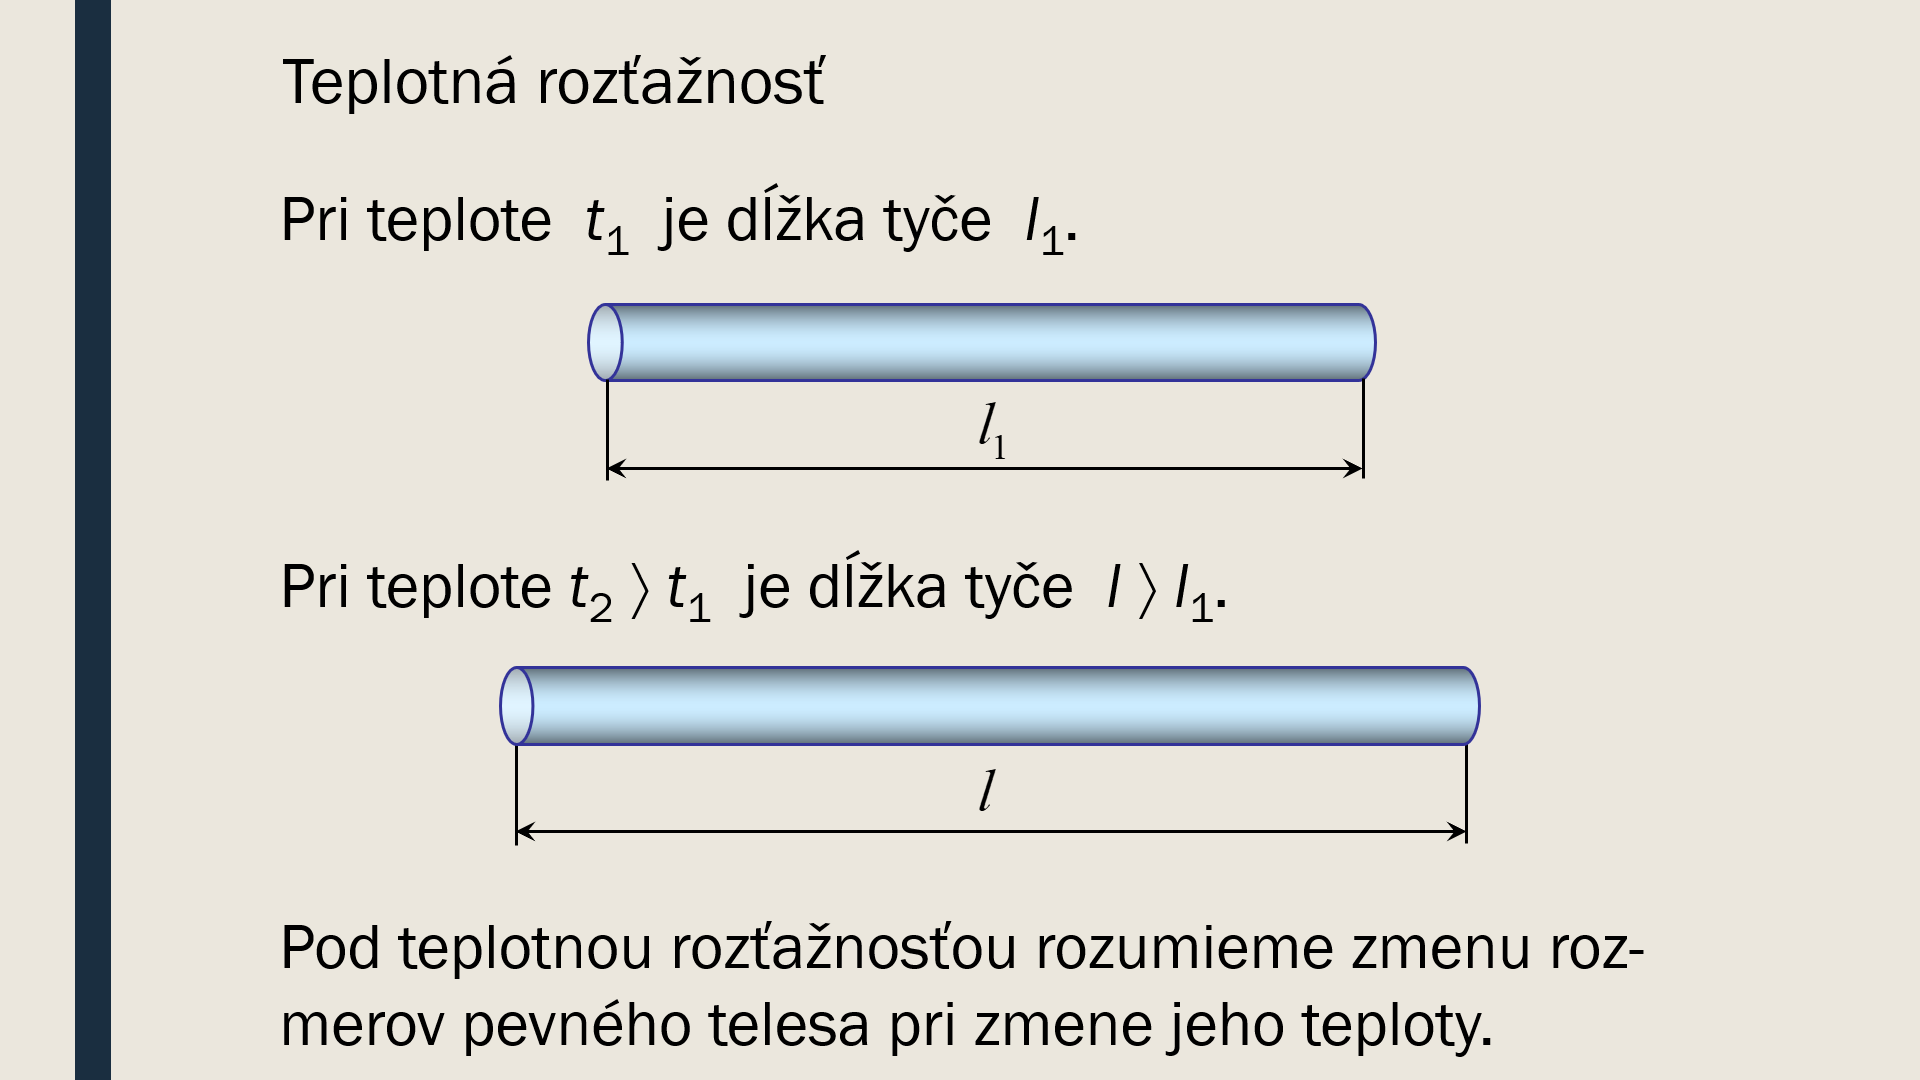 Teplotná rozťažnosť
Pri teplote t₁ je dĺžka tyče l₁.
l₁
Pri teplote t₂ 〉 t₁ je dĺžka tyče l 〉 l₁.
l
Pod teplotnou rozťažnosťou rozumieme zmenu roz-
merov pevného telesa pri zmene jeho teploty.